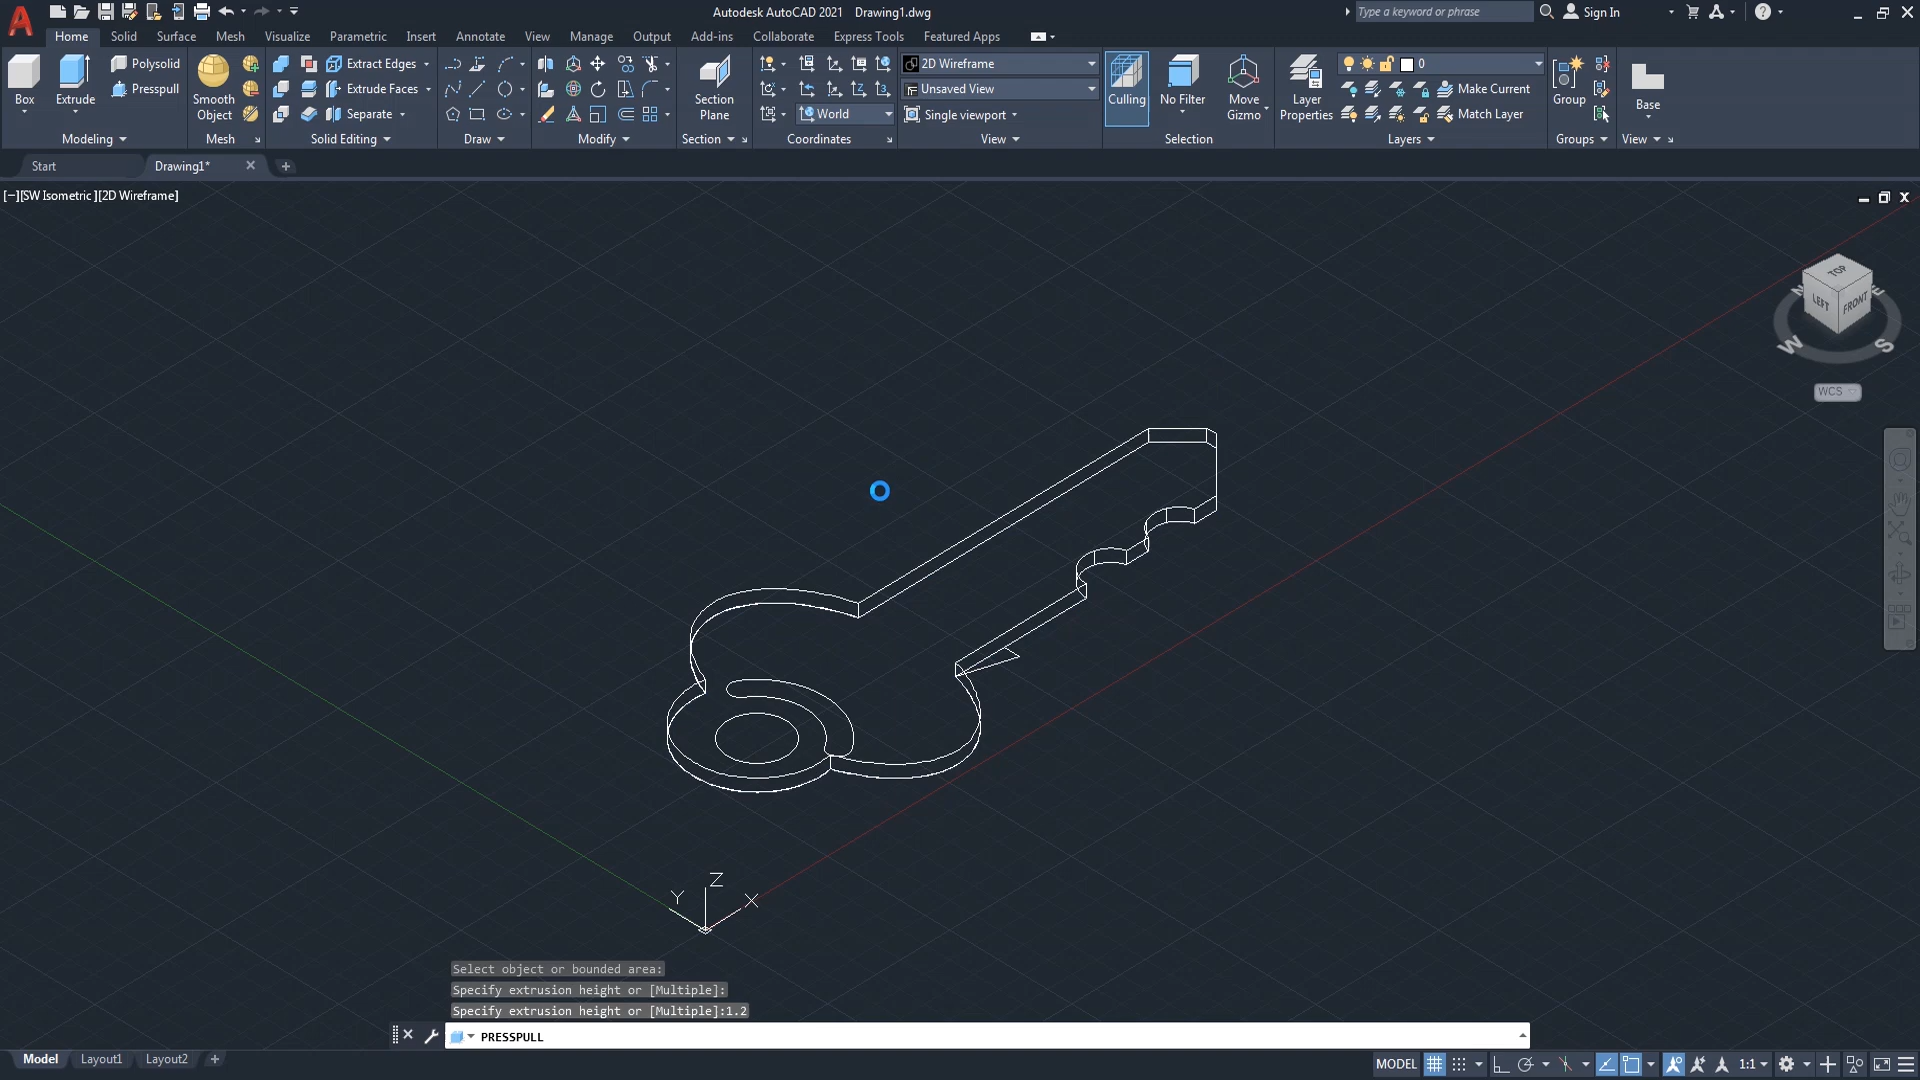 Autodesk AutoCAD 2021 Drawing1.dwg
Type a keyword or phrase
Sign In
Home Solid Surface Mesh Visualize Parametric Insert Annotate View Manage Output Add-ins Collaborate Express Tools Featured Apps
Box
Extrude
Polysolid
Presspull
Modeling
Smooth
Object
Mesh
Extract Edges
Extrude Faces
Separate
Solid Editing
Draw
Modify
Section
Plane
Section
World
Coordinates
2D Wireframe
Unsaved View
Single viewport
View
Culling
No Filter
Move
Gizmo
Selection
Layer
Properties
0
Make Current
Match Layer
Layers
Group
Groups
Base
View
Start
Drawing1*
[−][SW Isometric][2D Wireframe]
TOP
LEFT
FRONT
N
E
W
S
WCS
Z
Y
X
Select object or bounded area:
Specify extrusion height or [Multiple]:
Specify extrusion height or [Multiple]:1.2
PRESSPULL
Model Layout1 Layout2
MODEL
1:1